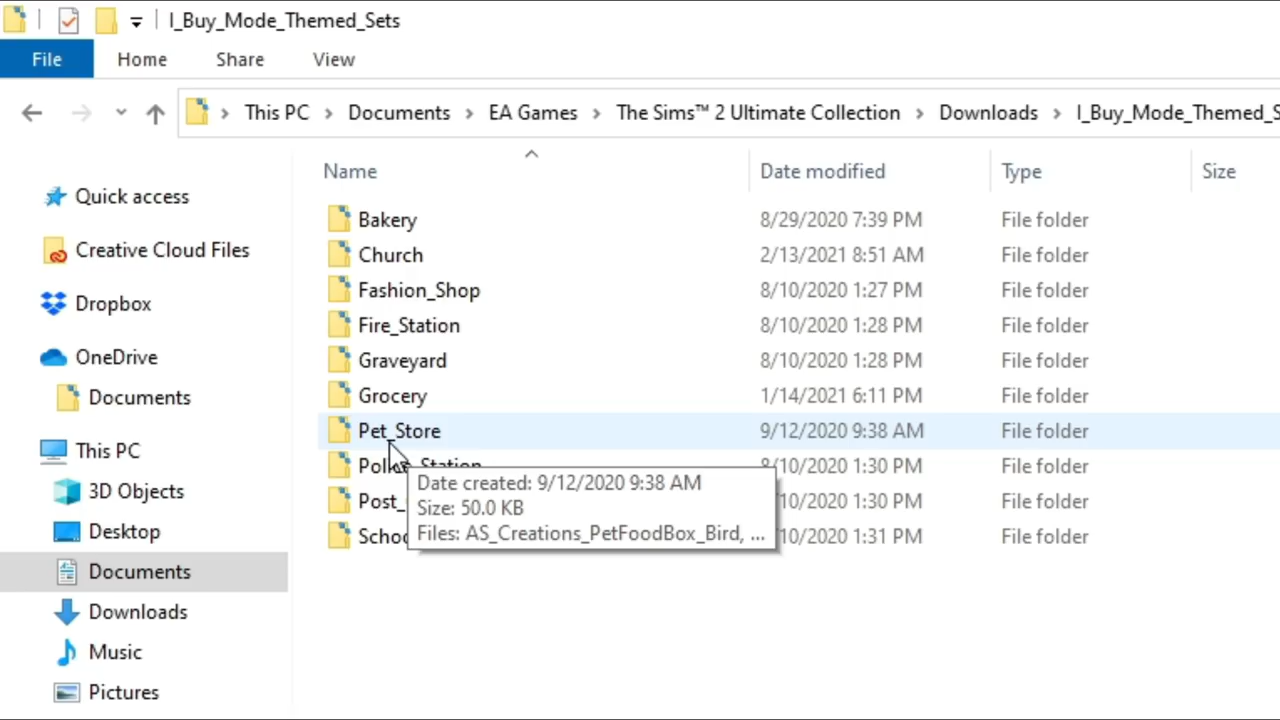 I_Buy_Mode_Themed_Sets
File Home Share View
This PC Documents EA Games The Sims™ 2 Ultimate Collection Downloads I_Buy_Mode_Themed_S
Name Date modified Type Size
Quick access
Creative Cloud Files
Dropbox
OneDrive
Documents
This PC
3D Objects
Desktop
Documents
Downloads
Music
Pictures
Bakery 8/29/2020 7:39 PM File folder
Church 2/13/2021 8:51 AM File folder
Fashion_Shop 8/10/2020 1:27 PM File folder
Fire_Station 8/10/2020 1:28 PM File folder
Graveyard 8/10/2020 1:28 PM File folder
Grocery 1/14/2021 6:11 PM File folder
Pet_Store 9/12/2020 9:38 AM File folder
Police_Station 8/10/2020 1:30 PM File folder
Post_ /10/2020 1:30 PM File folder
Schoo /10/2020 1:31 PM File folder
Date created: 9/12/2020 9:38 AM
Size: 50.0 KB
Files: AS_Creations_PetFoodBox_Bird, ...